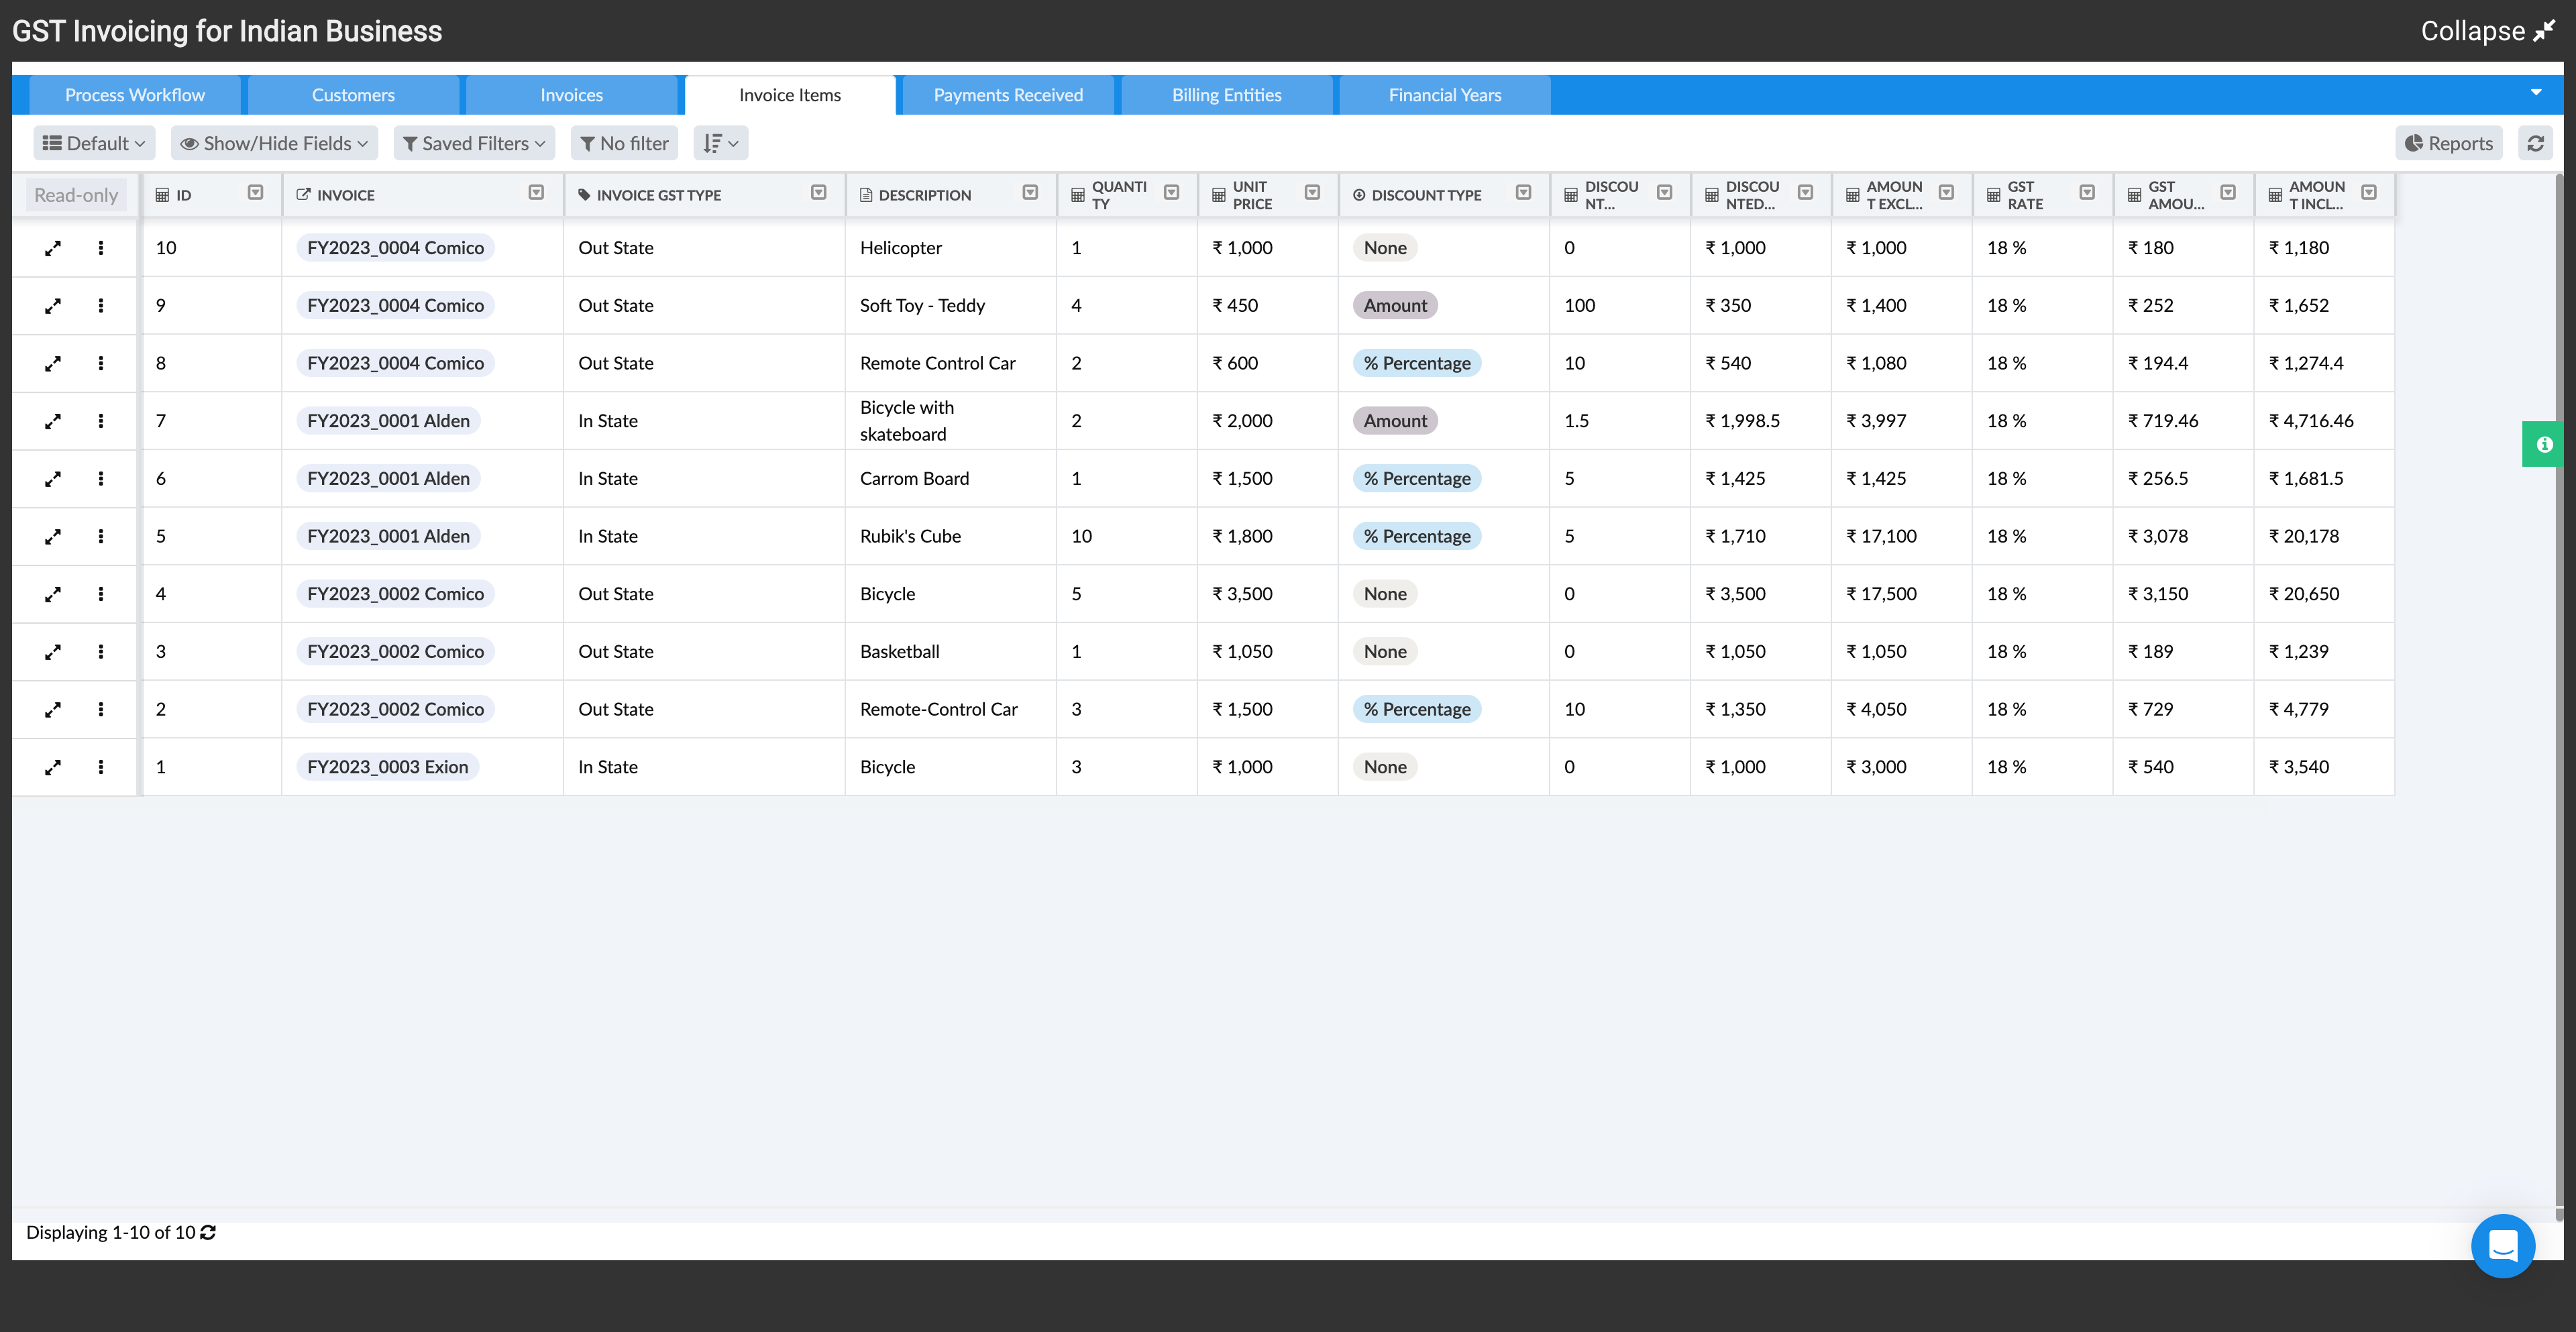 GST Invoicing for Indian Business
Collapse
Process Workflow Customers Invoices Invoice Items Payments Received Billing Entities Financial Years
Default Show/Hide Fields Saved Filters No filter Reports
Read-only ID INVOICE INVOICE GST TYPE DESCRIPTION QUANTI TY UNIT PRICE DISCOUNT TYPE DISCOU NT... DISCOU NTED... AMOUN T EXCL... GST RATE GST AMOU... AMOUN T INCL...
10 FY2023_0004 Comico Out State Helicopter 1 ₹ 1,000 None 0 ₹ 1,000 ₹ 1,000 18 % ₹ 180 ₹ 1,180
9 FY2023_0004 Comico Out State Soft Toy - Teddy 4 ₹ 450 Amount 100 ₹ 350 ₹ 1,400 18 % ₹ 252 ₹ 1,652
8 FY2023_0004 Comico Out State Remote Control Car 2 ₹ 600 % Percentage 10 ₹ 540 ₹ 1,080 18 % ₹ 194.4 ₹ 1,274.4
7 FY2023_0001 Alden In State Bicycle with skateboard 2 ₹ 2,000 Amount 1.5 ₹ 1,998.5 ₹ 3,997 18 % ₹ 719.46 ₹ 4,716.46
6 FY2023_0001 Alden In State Carrom Board 1 ₹ 1,500 % Percentage 5 ₹ 1,425 ₹ 1,425 18 % ₹ 256.5 ₹ 1,681.5
5 FY2023_0001 Alden In State Rubik's Cube 10 ₹ 1,800 % Percentage 5 ₹ 1,710 ₹ 17,100 18 % ₹ 3,078 ₹ 20,178
4 FY2023_0002 Comico Out State Bicycle 5 ₹ 3,500 None 0 ₹ 3,500 ₹ 17,500 18 % ₹ 3,150 ₹ 20,650
3 FY2023_0002 Comico Out State Basketball 1 ₹ 1,050 None 0 ₹ 1,050 ₹ 1,050 18 % ₹ 189 ₹ 1,239
2 FY2023_0002 Comico Out State Remote-Control Car 3 ₹ 1,500 % Percentage 10 ₹ 1,350 ₹ 4,050 18 % ₹ 729 ₹ 4,779
1 FY2023_0003 Exion In State Bicycle 3 ₹ 1,000 None 0 ₹ 1,000 ₹ 3,000 18 % ₹ 540 ₹ 3,540
Displaying 1-10 of 10